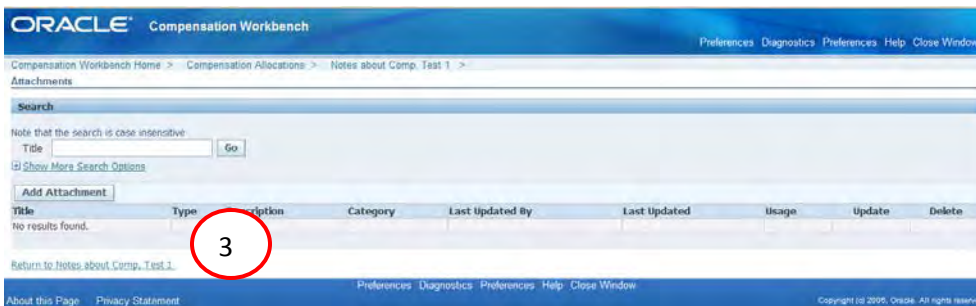 ORACLE Compensation Workbench
Preferences Diagnostics Preferences Help Close Window
Compensation Workbench Home > Compensation Allocations > Notes about Comp, Test 1 >
Attachments
Search
Note that the search is case insensitive
Title Go
Show More Search Options
Add Attachment
Title Type Description Category Last Updated By Last Updated Usage Update Delete
No results found.
3
Return to Notes about Comp, Test 1
Preferences Diagnostics Preferences Help Close Window
About this Page Privacy Statement Copyright (c) 2006, Oracle. All rights reserved